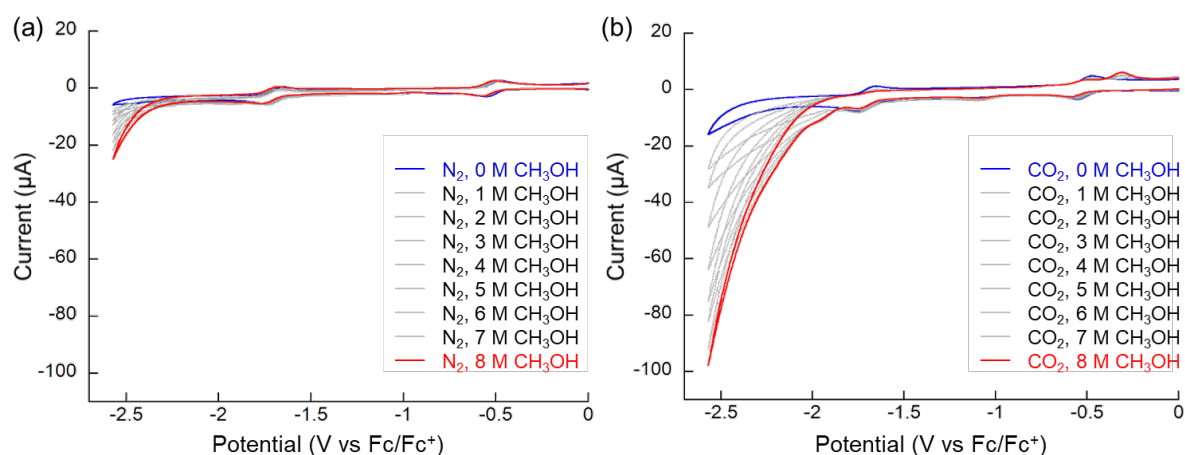 (a)
20
0
-20
-40
-60
-80
-100
Current (μA)
N₂, 0 M CH₃OH
N₂, 1 M CH₃OH
N₂, 2 M CH₃OH
N₂, 3 M CH₃OH
N₂, 4 M CH₃OH
N₂, 5 M CH₃OH
N₂, 6 M CH₃OH
N₂, 7 M CH₃OH
N₂, 8 M CH₃OH
-2.5 -2 -1.5 -1 -0.5 0
Potential (V vs Fc/Fc⁺)
(b)
20
0
-20
-40
-60
-80
-100
Current (μA)
CO₂, 0 M CH₃OH
CO₂, 1 M CH₃OH
CO₂, 2 M CH₃OH
CO₂, 3 M CH₃OH
CO₂, 4 M CH₃OH
CO₂, 5 M CH₃OH
CO₂, 6 M CH₃OH
CO₂, 7 M CH₃OH
CO₂, 8 M CH₃OH
-2.5 -2 -1.5 -1 -0.5 0
Potential (V vs Fc/Fc⁺)